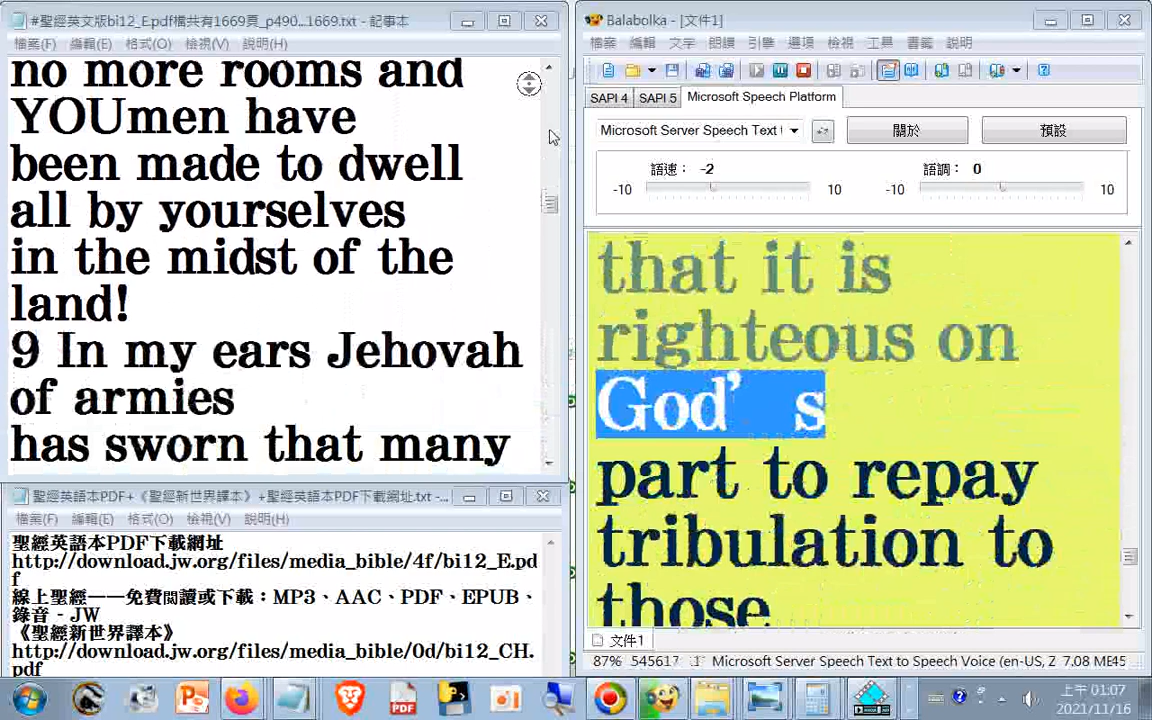 #聖經英文版bi12_E.pdf檔共有1669頁_p490...1669.txt - 記事本
檔案(F) 編輯(E) 格式(O) 檢視(V) 說明(H)
no more rooms and
YOUmen have
been made to dwell
all by yourselves
in the midst of the
land!
9 In my ears Jehovah
of armies
has sworn that many
聖經英語本PDF+《聖經新世界譯本》+聖經英語本PDF下載網址.txt -...
檔案(F) 編輯(E) 格式(O) 檢視(V) 說明(H)
聖經英語本PDF下載網址
http://download.jw.org/files/media_bible/4f/bi12_E.pd
f
線上聖經——免費閱讀或下載：MP3、AAC、PDF、EPUB、
錄音 - JW
《聖經新世界譯本》
http://download.jw.org/files/media_bible/0d/bi12_CH.
pdf
Balabolka - [文件1]
檔案 編輯 文字 朗讀 引擎 選項 檢視 工具 書籤 說明
SAPI 4 SAPI 5 Microsoft Speech Platform
Microsoft Server Speech Text 關於 預設
語速： -2 語調： 0
-10 10 -10 10
that it is
righteous on
God’ s
part to repay
tribulation to
those
文件1
87% 545617 Microsoft Server Speech Text to Speech Voice (en-US, Z 7.08 ME45
上午 01:07
2021/11/16